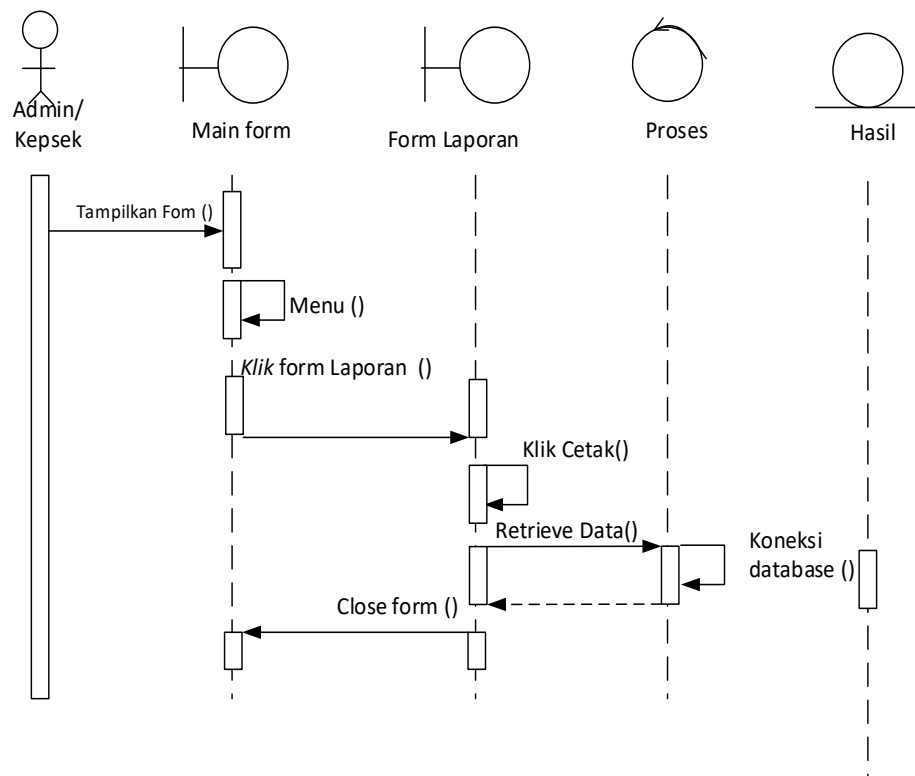 Admin/
Kepsek
Main form
Form Laporan
Proses
Hasil
Tampilkan Fom ()
Menu ()
Klik form Laporan ()
Klik Cetak()
Retrieve Data()
Koneksi
database ()
Close form ()